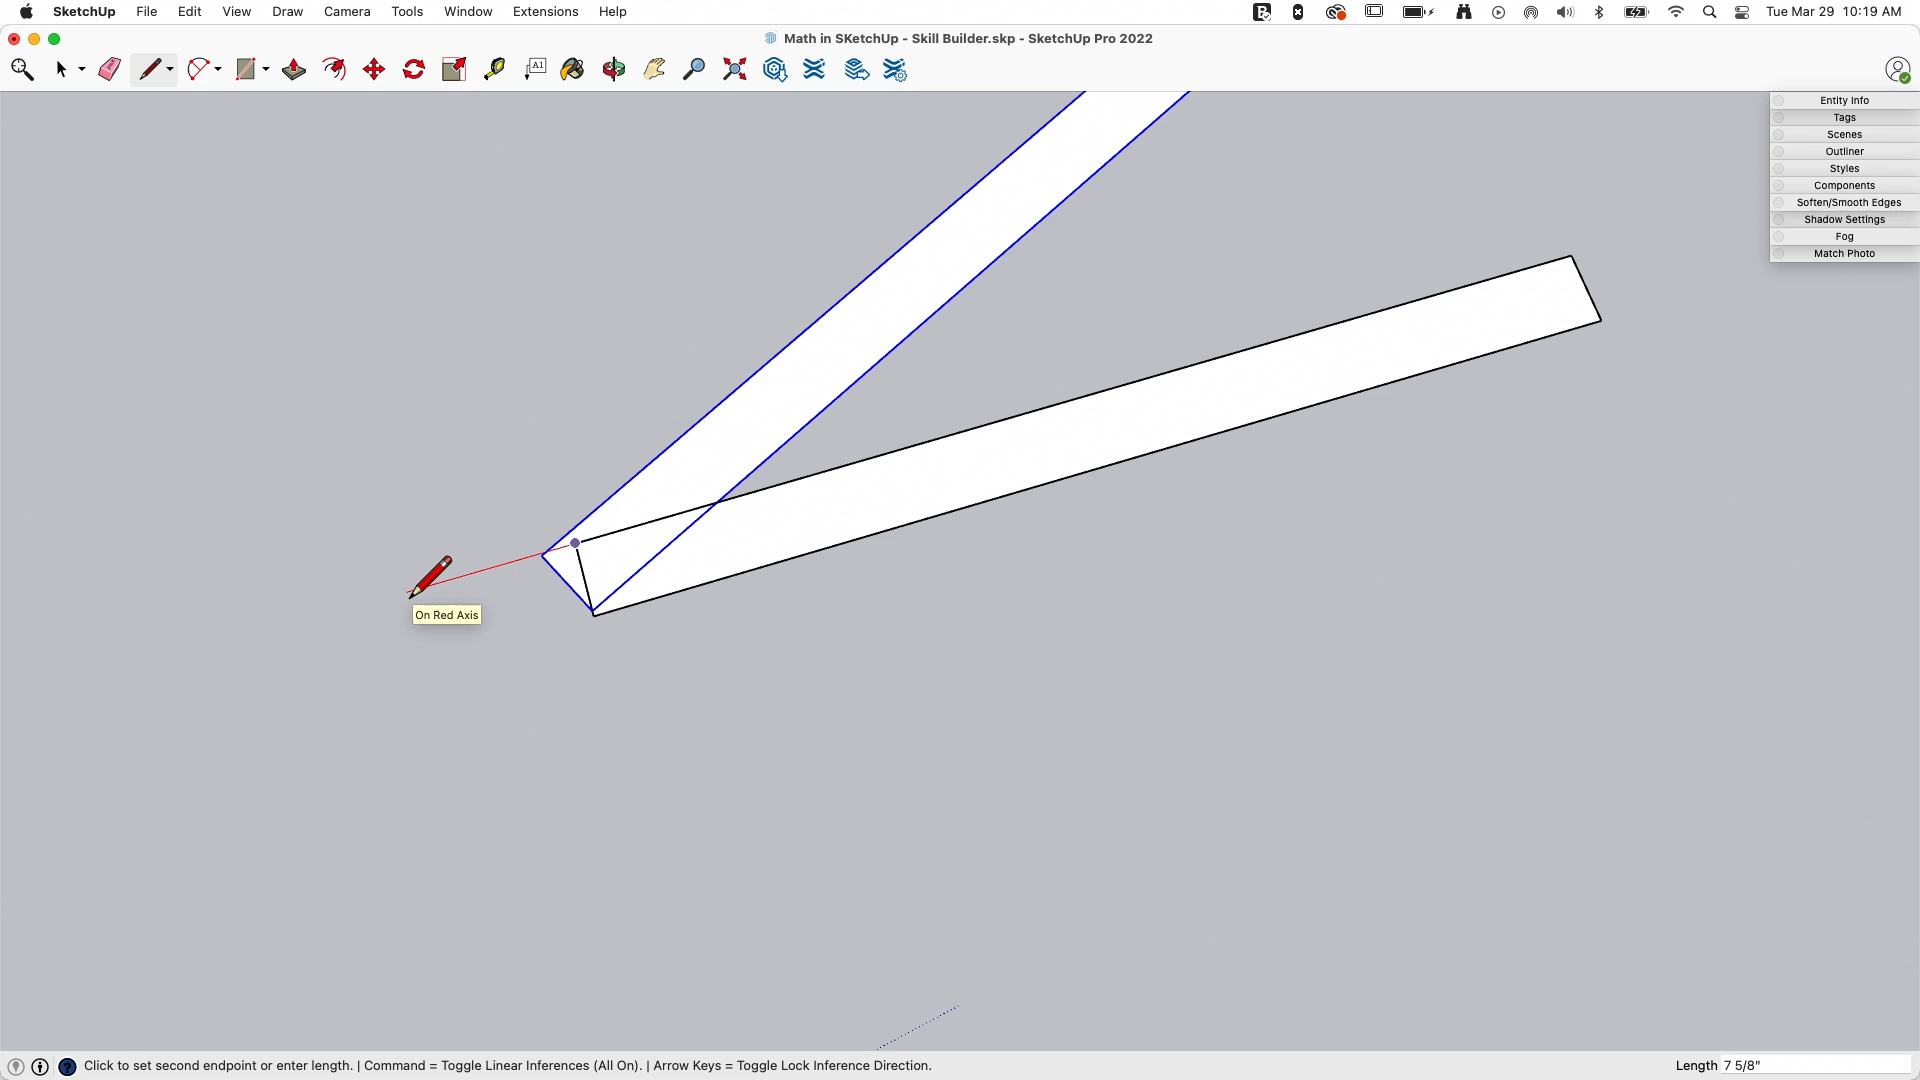 SketchUp File Edit View Draw Camera Tools Window Extensions Help Tue Mar 29 10:19 AM
Math in SKetchUp - Skill Builder.skp - SketchUp Pro 2022
A1
Entity Info
Tags
Scenes
Outliner
Styles
Components
Soften/Smooth Edges
Shadow Settings
Fog
Match Photo
On Red Axis
Click to set second endpoint or enter length. | Command = Toggle Linear Inferences (All On). | Arrow Keys = Toggle Lock Inference Direction. Length 7 5/8"